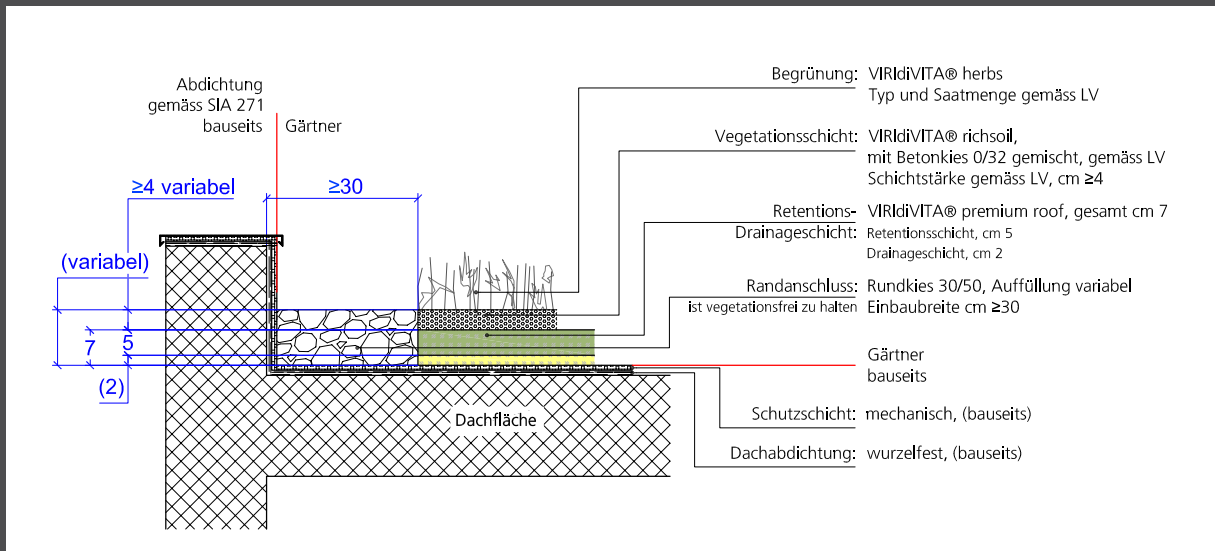 Abdichtung
gemäss SIA 271
bauseits
Gärtner
≥4 variabel
≥30
(variabel)
7
5
(2)
Dachfläche
Begrünung: VIRIdiVITA® herbs
Typ und Saatmenge gemäss LV
Vegetationsschicht: VIRIdiVITA® richsoil,
mit Betonkies 0/32 gemischt, gemäss LV
Schichtstärke gemäss LV, cm ≥4
Retentions- VIRIdiVITA® premium roof, gesamt cm 7
Drainageschicht: Retentionsschicht, cm 5
Drainageschicht, cm 2
Randanschluss: Rundkies 30/50, Auffüllung variabel
ist vegetationsfrei zu halten Einbaubreite cm ≥30
Gärtner
bauseits
Schutzschicht: mechanisch, (bauseits)
Dachabdichtung: wurzelfest, (bauseits)